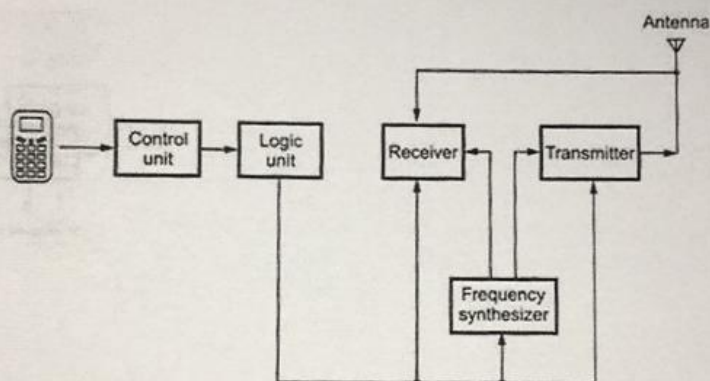 Antenna
Control
unit
Logic
unit
Receiver
Transmitter
Frequency
synthesizer